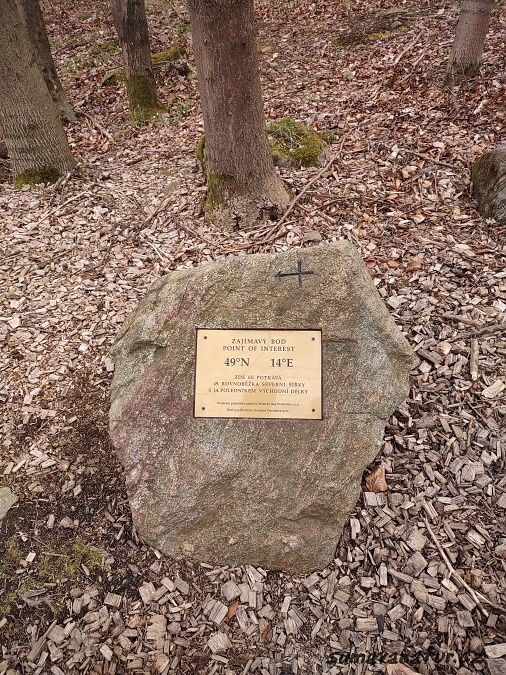 ZAJÍMAVÝ BOD
POINT OF INTEREST
49°N 14°E
ZDE SE POTKÁVÁ
49. ROVNOBĚŽKA SEVERNÍ ŠÍŘKY
S 14. POLEDNÍKEM VÝCHODNÍ DÉLKY